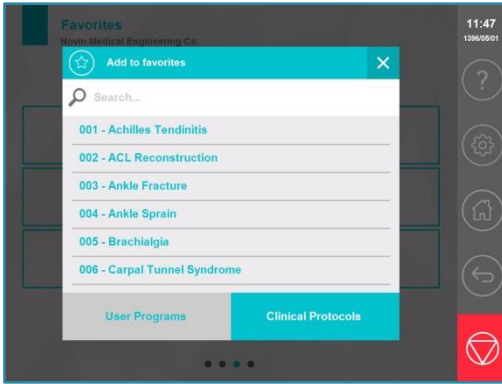 Favorites
Novin Medical Engineering Co.
11:47
1396/05/01
Add to favorites
Search...
001 - Achilles Tendinitis
002 - ACL Reconstruction
003 - Ankle Fracture
004 - Ankle Sprain
005 - Brachialgia
006 - Carpal Tunnel Syndrome
User Programs
Clinical Protocols